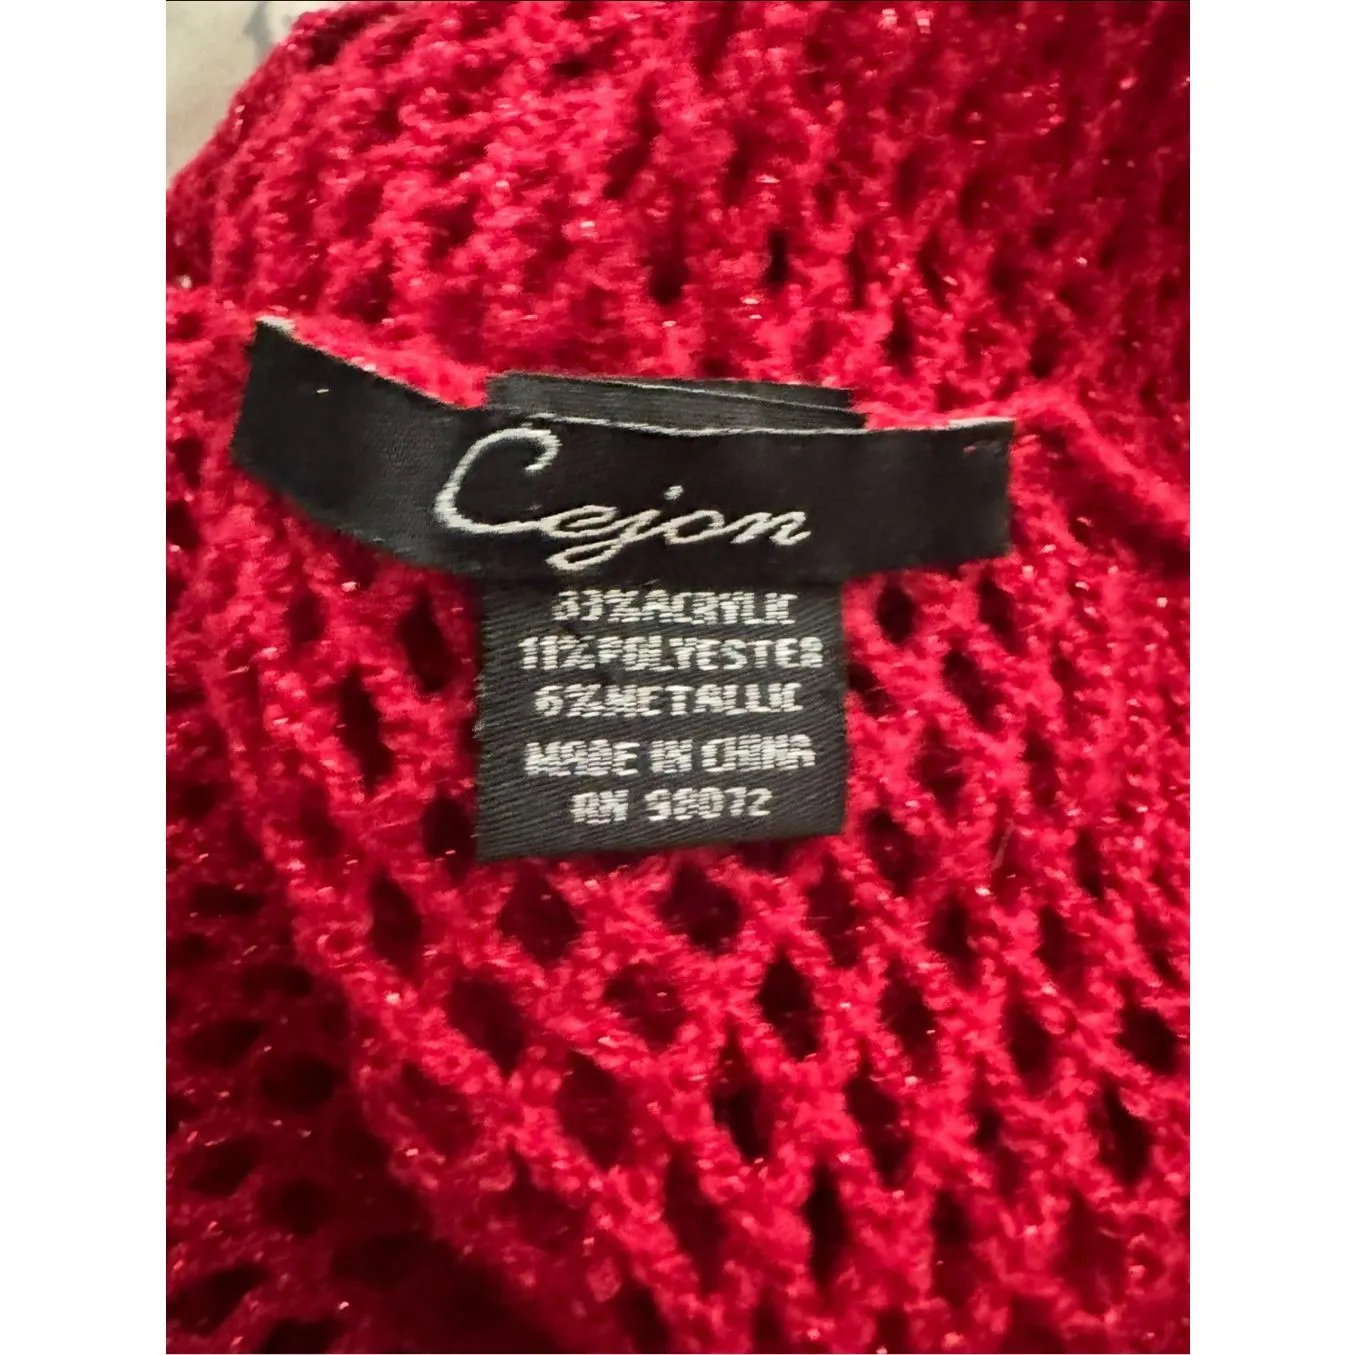 Cejon
83%ACRYLIC
11%POLYESTER
6%METALLIC
MADE IN CHINA
RN 98072